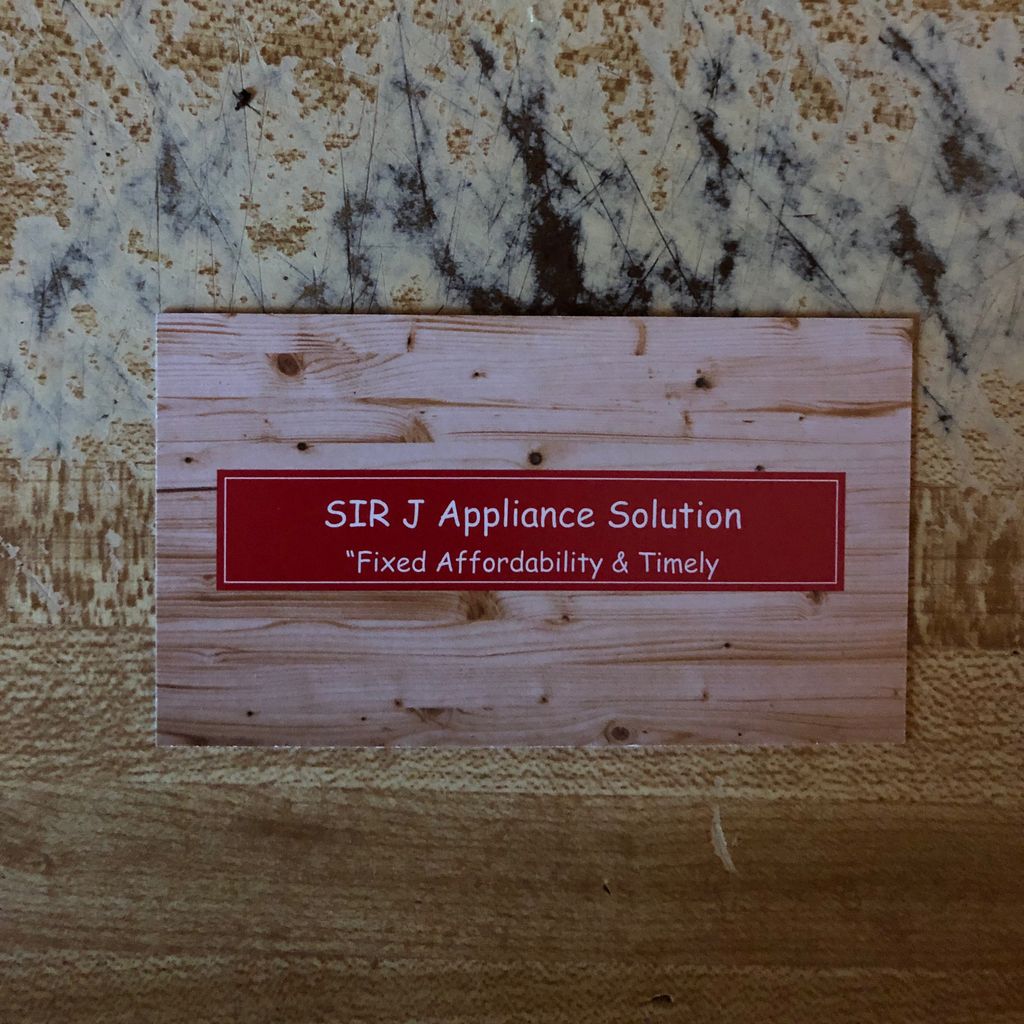 SIR J Appliance Solution
“Fixed Affordability & Timely